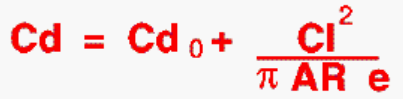 Cd = Cd₀ + Cl²
π AR e